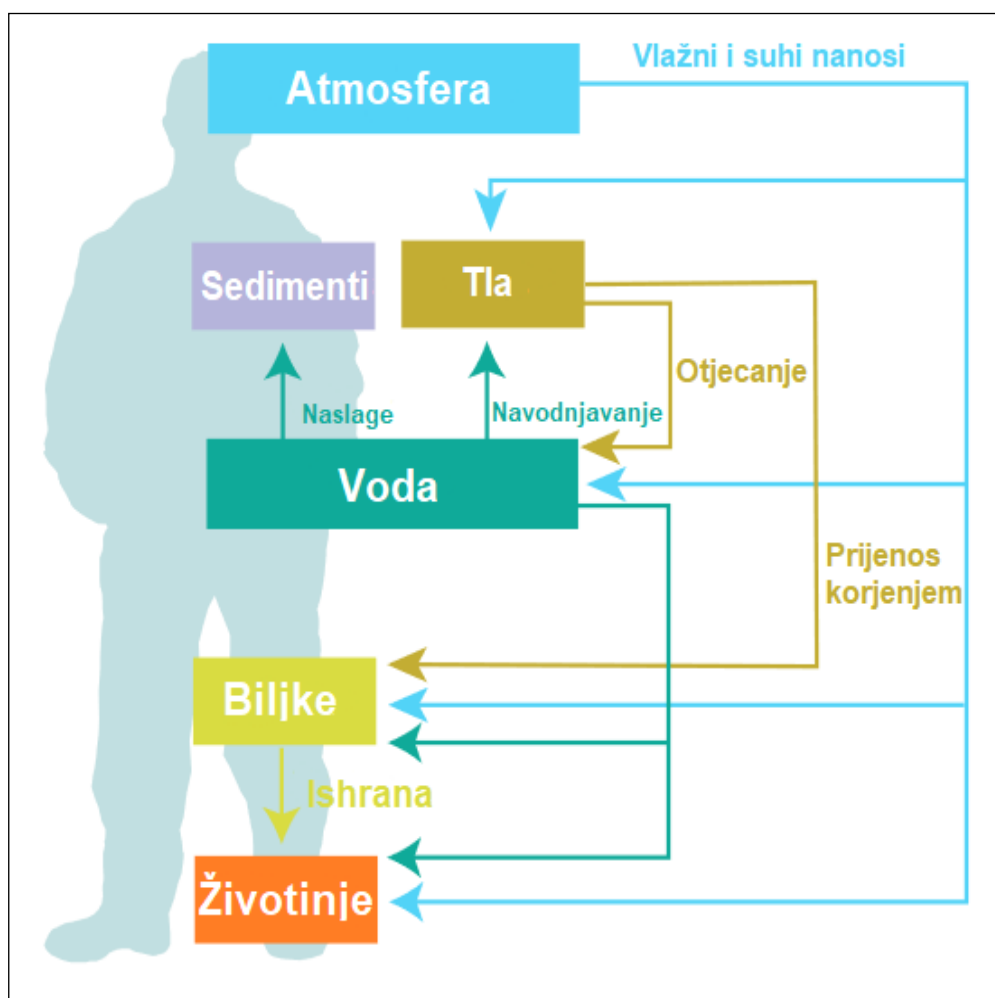 Atmosfera
Vlažni i suhi nanosi
Sedimenti
Tla
Otjecanje
Naslage
Navodnjavanje
Voda
Prijenos
korjenjem
Biljke
Ishrana
Životinje